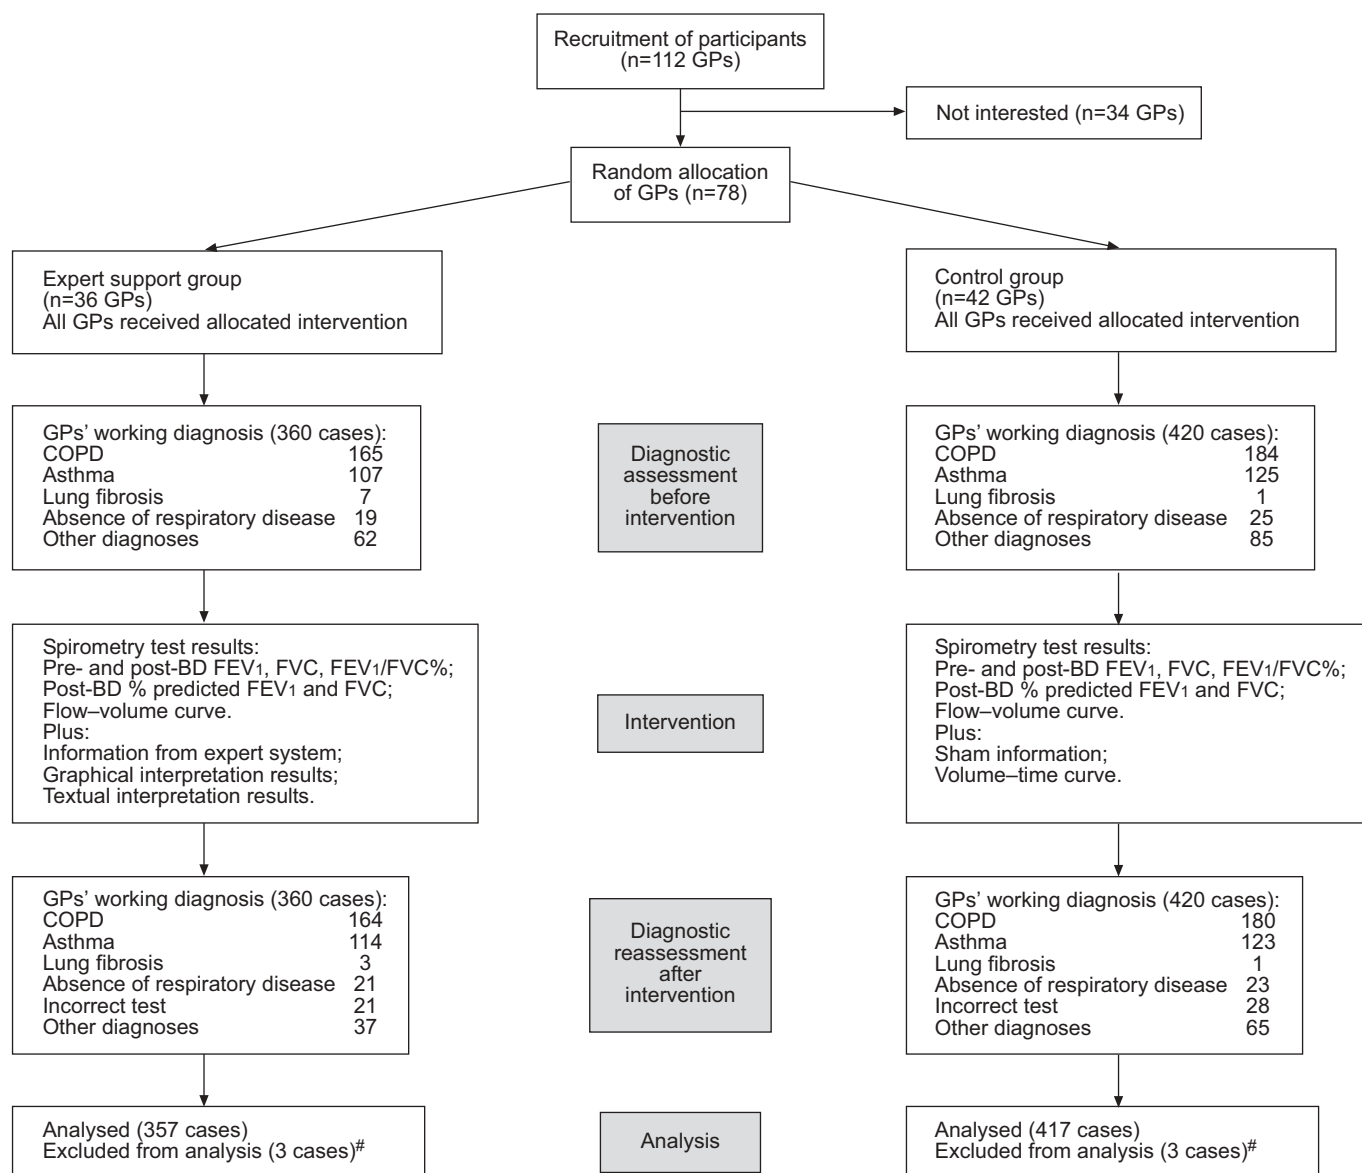 Recruitment of participants
(n=112 GPs)
Not interested (n=34 GPs)
Random allocation
of GPs (n=78)
Expert support group
(n=36 GPs)
All GPs received allocated intervention
Control group
(n=42 GPs)
All GPs received allocated intervention
GPs' working diagnosis (360 cases):
COPD 165
Asthma 107
Lung fibrosis 7
Absence of respiratory disease 19
Other diagnoses 62
Diagnostic
assessment
before
intervention
GPs' working diagnosis (420 cases):
COPD 184
Asthma 125
Lung fibrosis 1
Absence of respiratory disease 25
Other diagnoses 85
Spirometry test results:
Pre- and post-BD FEV1, FVC, FEV1/FVC%;
Post-BD % predicted FEV1 and FVC;
Flow–volume curve.
Plus:
Information from expert system;
Graphical interpretation results;
Textual interpretation results.
Intervention
Spirometry test results:
Pre- and post-BD FEV1, FVC, FEV1/FVC%;
Post-BD % predicted FEV1 and FVC;
Flow–volume curve.
Plus:
Sham information;
Volume–time curve.
GPs' working diagnosis (360 cases):
COPD 164
Asthma 114
Lung fibrosis 3
Absence of respiratory disease 21
Incorrect test 21
Other diagnoses 37
Diagnostic
reassessment
after
intervention
GPs' working diagnosis (420 cases):
COPD 180
Asthma 123
Lung fibrosis 1
Absence of respiratory disease 23
Incorrect test 28
Other diagnoses 65
Analysed (357 cases)
Excluded from analysis (3 cases)#
Analysis
Analysed (417 cases)
Excluded from analysis (3 cases)#